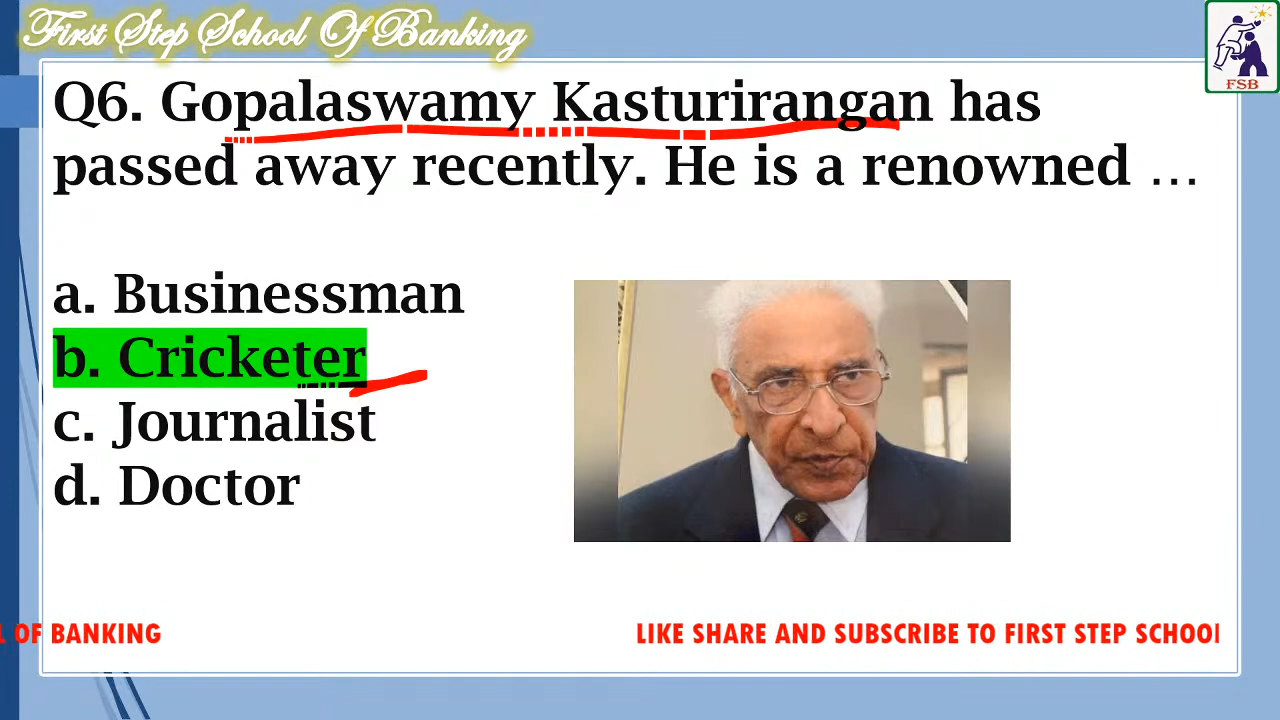 First Step School Of Banking
FSB
Q6. Gopalaswamy Kasturirangan has
passed away recently. He is a renowned …
a. Businessman
b. Cricketer
c. Journalist
d. Doctor
OF BANKING
LIKE SHARE AND SUBSCRIBE TO FIRST STEP SCHOOL